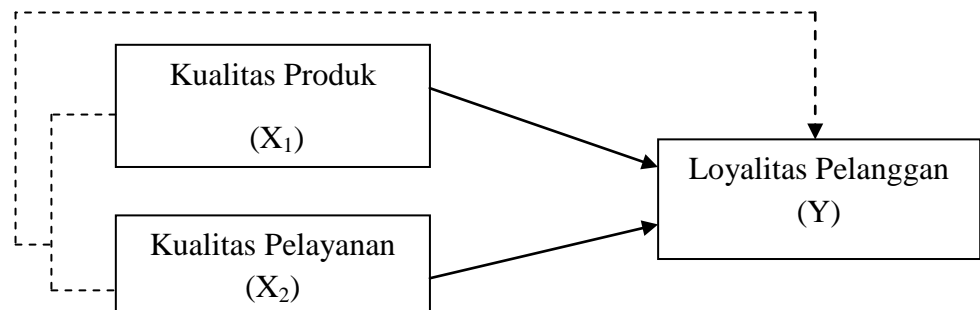 Kualitas Produk
(X₁)
Kualitas Pelayanan
(X₂)
Loyalitas Pelanggan
(Y)